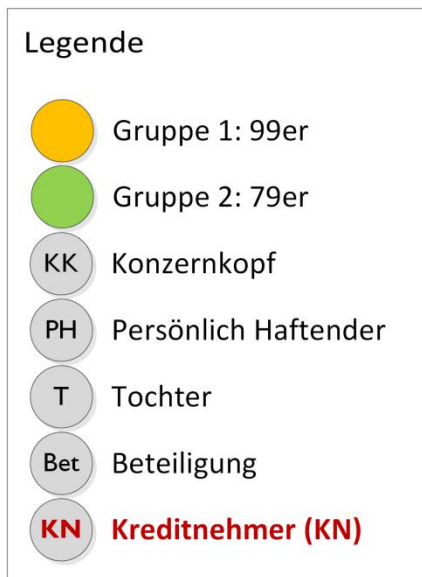 Legende
Gruppe 1: 99er
Gruppe 2: 79er
KK Konzernkopf
PH Persönlich Haftender
T Tochter
Bet Beteiligung
KN Kreditnehmer (KN)